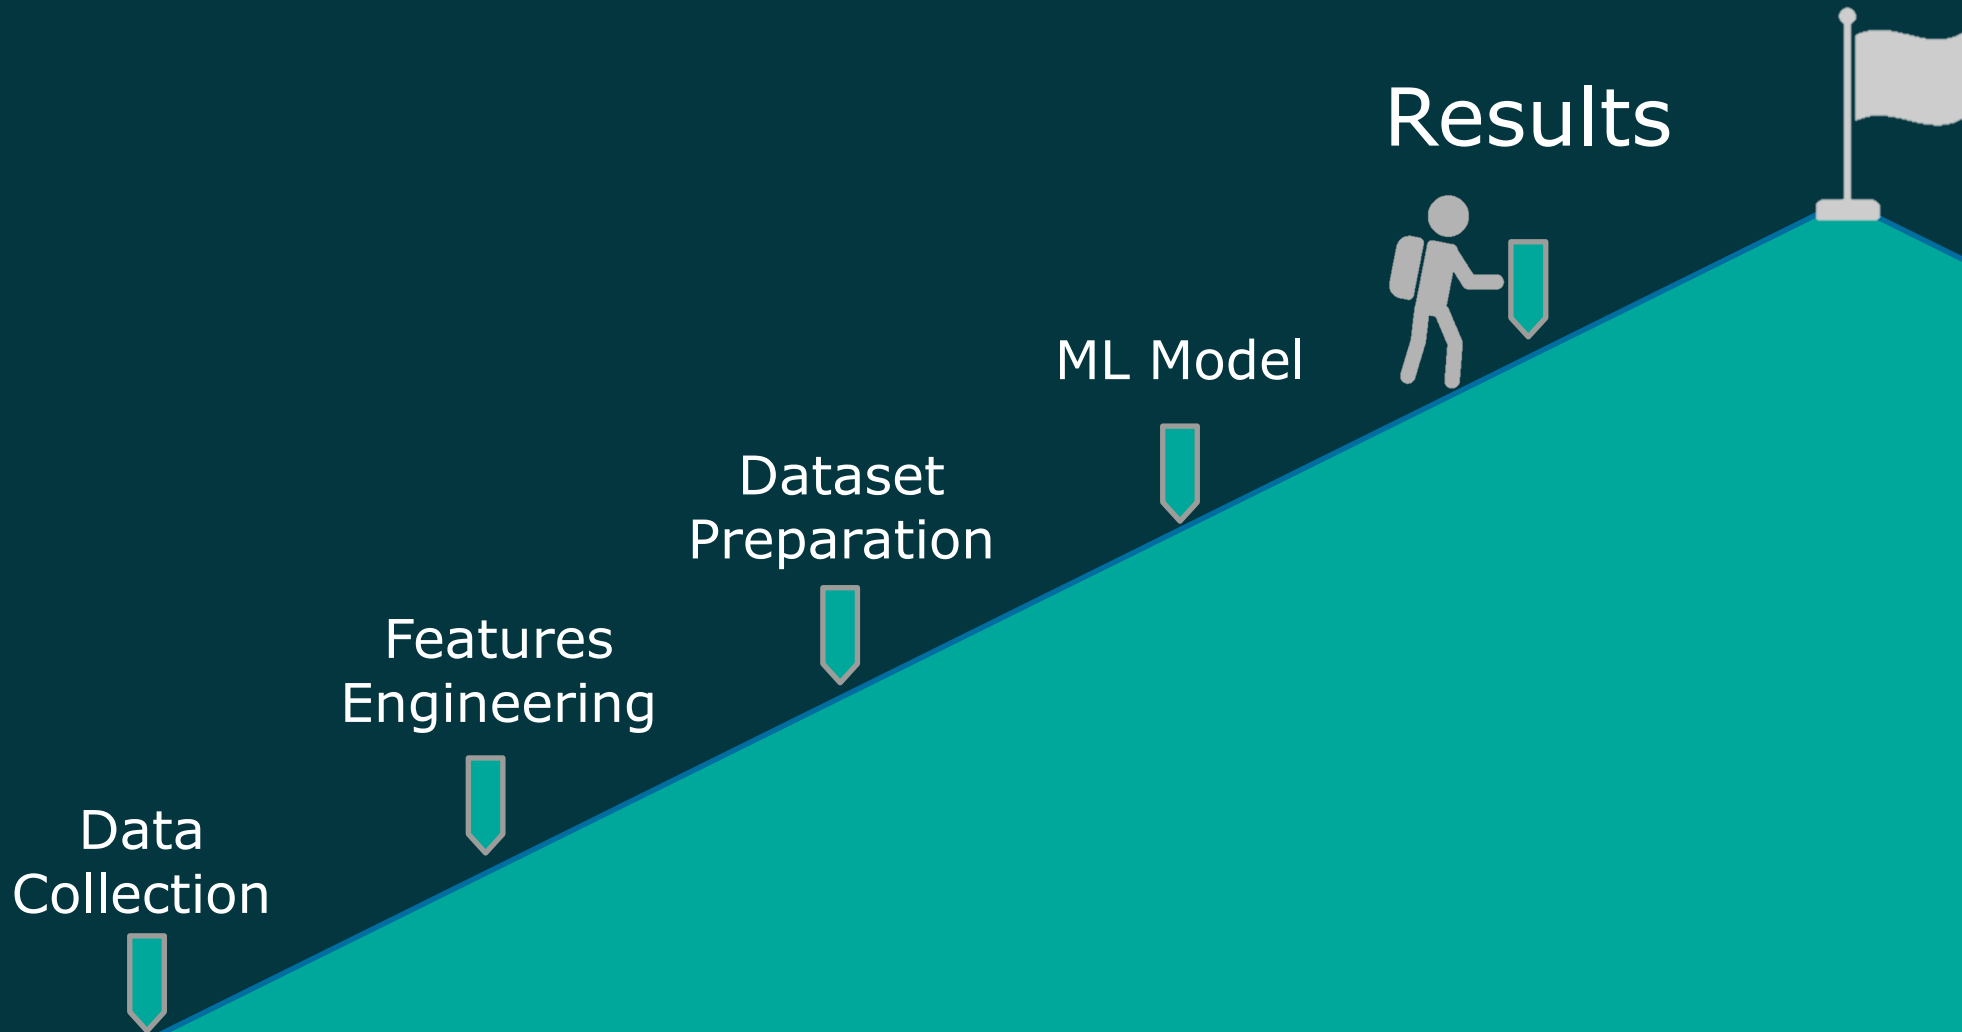 Results
ML Model
Dataset
Preparation
Features
Engineering
Data
Collection